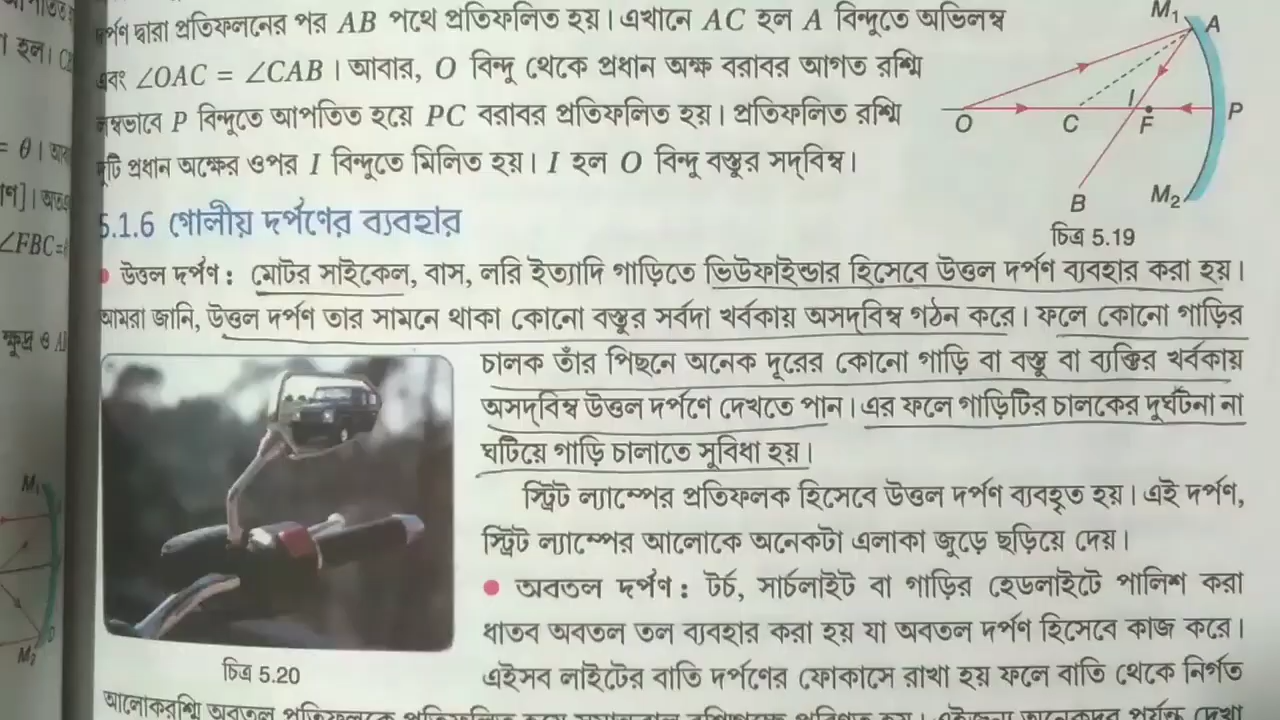 দর্পণ দ্বারা প্রতিফলনের পর AB পথে প্রতিফলিত হয়। এখানে AC হল A বিন্দুতে অভিলম্ব
এবং ∠OAC = ∠CAB। আবার, O বিন্দু থেকে প্রধান অক্ষ বরাবর আগত রশ্মি
লম্বভাবে P বিন্দুতে আপতিত হয়ে PC বরাবর প্রতিফলিত হয়। প্রতিফলিত রশ্মি
দুটি প্রধান অক্ষের ওপর I বিন্দুতে মিলিত হয়। I হল O বিন্দু বস্তুর সদ্‌বিম্ব।
M₁ A
O C I F P
B M₂
চিত্র 5.19
5.1.6 গোলীয় দর্পণের ব্যবহার
• উত্তল দর্পণ : মোটর সাইকেল, বাস, লরি ইত্যাদি গাড়িতে ভিউফাইন্ডার হিসেবে উত্তল দর্পণ ব্যবহার করা হয়।
আমরা জানি, উত্তল দর্পণ তার সামনে থাকা কোনো বস্তুর সর্বদা খর্বকায় অসদ্‌বিম্ব গঠন করে। ফলে কোনো গাড়ির
চালক তাঁর পিছনে অনেক দূরের কোনো গাড়ি বা বস্তু বা ব্যক্তির খর্বকায়
অসদ্‌বিম্ব উত্তল দর্পণে দেখতে পান। এর ফলে গাড়িটির চালকের দুর্ঘটনা না
ঘটিয়ে গাড়ি চালাতে সুবিধা হয়।
স্ট্রিট ল্যাম্পের প্রতিফলক হিসেবে উত্তল দর্পণ ব্যবহৃত হয়। এই দর্পণ,
স্ট্রিট ল্যাম্পের আলোকে অনেকটা এলাকা জুড়ে ছড়িয়ে দেয়।
• অবতল দর্পণ : টর্চ, সার্চলাইট বা গাড়ির হেডলাইটে পালিশ করা
ধাতব অবতল তল ব্যবহার করা হয় যা অবতল দর্পণ হিসেবে কাজ করে।
এইসব লাইটের বাতি দর্পণের ফোকাসে রাখা হয় ফলে বাতি থেকে নির্গত
চিত্র 5.20
আলোকরশ্মি অবতল প্রতিফলকে